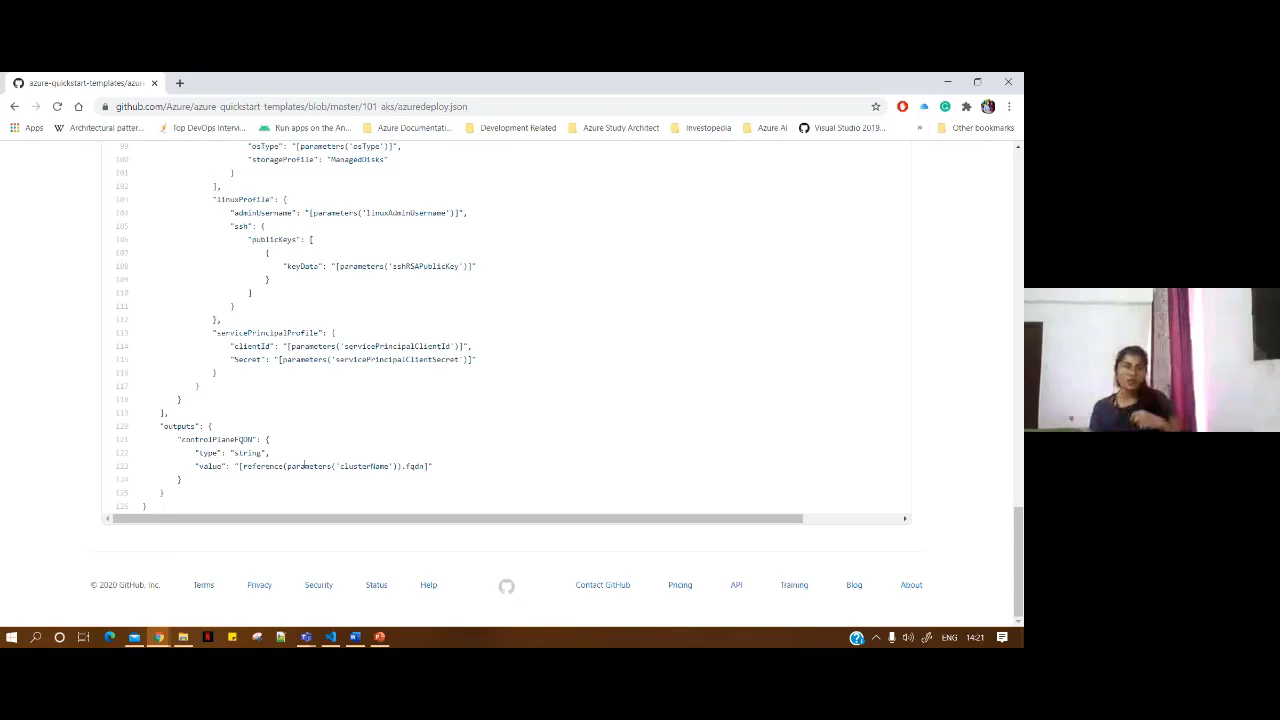 azure-quickstart-templates/azur
github.com/Azure/azure quickstart templates/blob/master/101 aks/azuredeploy.json
Apps
Architectural patter...
Top DevOps Intervi...
Run apps on the An...
Azure Documentati...
Development Related
Azure Study Architect
Investopedia
Azure AI
Visual Studio 2019...
»
Other bookmarks
99 "osType": "[parameters('osType')]",
100 "storageProfile": "ManagedDisks"
101 }
102 ],
103 "linuxProfile": {
104 "adminUsername": "[parameters('linuxAdminUsername')]",
105 "ssh": {
106 "publicKeys": [
107 {
108 "keyData": "[parameters('sshRSAPublicKey')]"
109 }
110 ]
111 }
112 },
113 "servicePrincipalProfile": {
114 "clientId": "[parameters('servicePrincipalClientId')]",
115 "Secret": "[parameters('servicePrincipalClientSecret')]"
116 }
117 }
118 }
119 ],
120 "outputs": {
121 "controlPlaneFQDN": {
122 "type": "string",
123 "value": "[reference(parameters('clusterName')).fqdn]"
124 }
125 }
126 }
© 2020 GitHub, Inc.
Terms
Privacy
Security
Status
Help
Contact GitHub
Pricing
API
Training
Blog
About
ENG
14:21